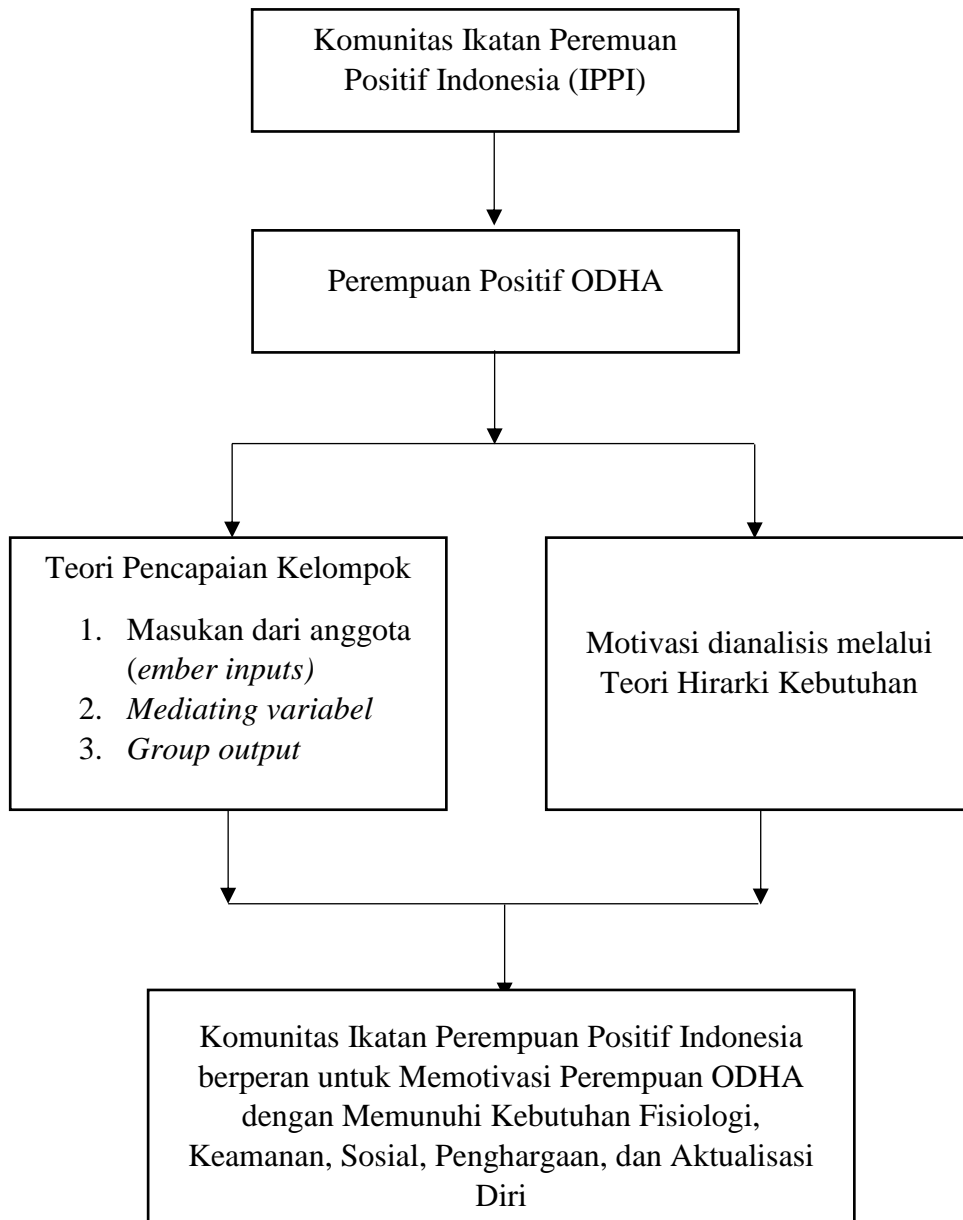 Komunitas Ikatan Peremuan
Positif Indonesia (IPPI)
Perempuan Positif ODHA
Teori Pencapaian Kelompok
1. Masukan dari anggota
(ember inputs)
2. Mediating variabel
3. Group output
Motivasi dianalisis melalui
Teori Hirarki Kebutuhan
Komunitas Ikatan Perempuan Positif Indonesia
berperan untuk Memotivasi Perempuan ODHA
dengan Memunuhi Kebutuhan Fisiologi,
Keamanan, Sosial, Penghargaan, dan Aktualisasi
Diri